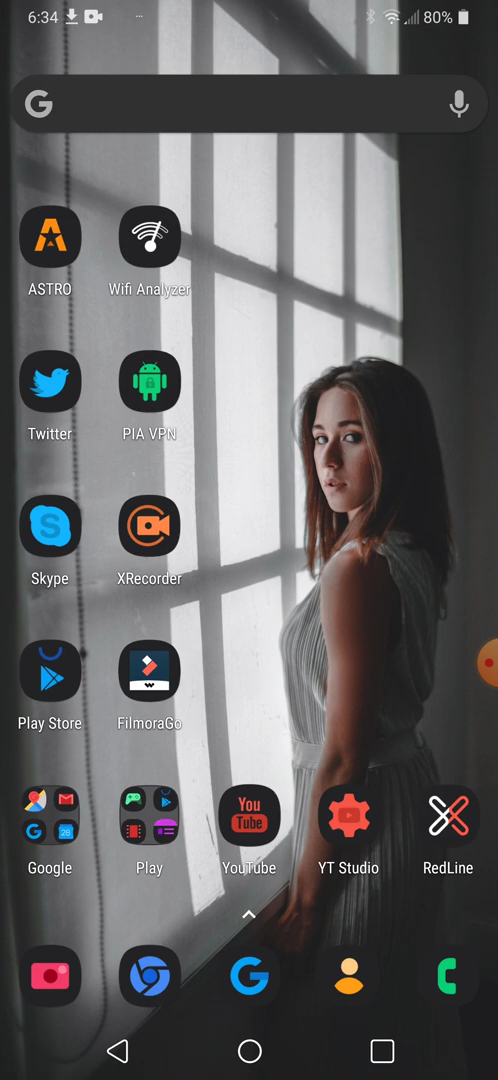 6:34
80%
ASTRO
Wifi Analyzer
Twitter
PIA VPN
Skype
XRecorder
Play Store
FilmoraGo
You
Tube
Google
Play
YouTube
YT Studio
RedLine